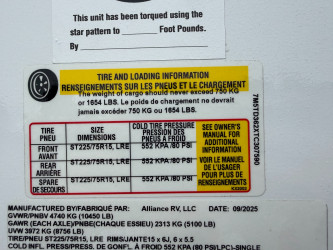 This unit has been torqued using the
star pattern to ______ Foot Pounds.
By
TIRE AND LOADING INFORMATION
RENSEIGNEMENTS SUR LES PNEUS ET LE CHARGEMENT
The weight of cargo should never exceed 750 KG
or 1654 LBS. Le poids de chargement ne devrait
jamais excéder 750 KG ou 1654 LBS.
TIRE
PNEU
SIZE
DIMENSIONS
COLD TIRE PRESSURE
PRESSION DES
PNEUS A FROID
SEE OWNER'S
MANUAL FOR
ADDITIONAL
INFORMATION
VOIR LE MANUEL
DE L'USAGER
POUR PLUS DE
RENSEIGNEMENTS
FRONT
AVANT
ST225/75R15, LRE
552 KPA /80 PSI
REAR
ARRIÈRE
ST225/75R15, LRE
552 KPA /80 PSI
SPARE
DE SECOURS
ST225/75R15, LRE
552 KPA /80 PSI
MANUFACTURED BY/FABRIQUÉ PAR: Alliance RV, LLC DATE: 09/2025
GVWR/PNBV 4740 KG (10450 LB)
GAWR (EACH AXLE)/PNBE(CHAQUE ESSIEU) 2313 KG (5100 LB)
UVW 3972 KG (8756 LB)
TIRE/PNEU ST225/75R15, LRE RIMS/JANTE15 x 6J, 6 x 5.5
COLD INFL. PRESS/PRESS. DE GONFL. À FROID 552 KPA (80 PSI/LPC)-SINGLE